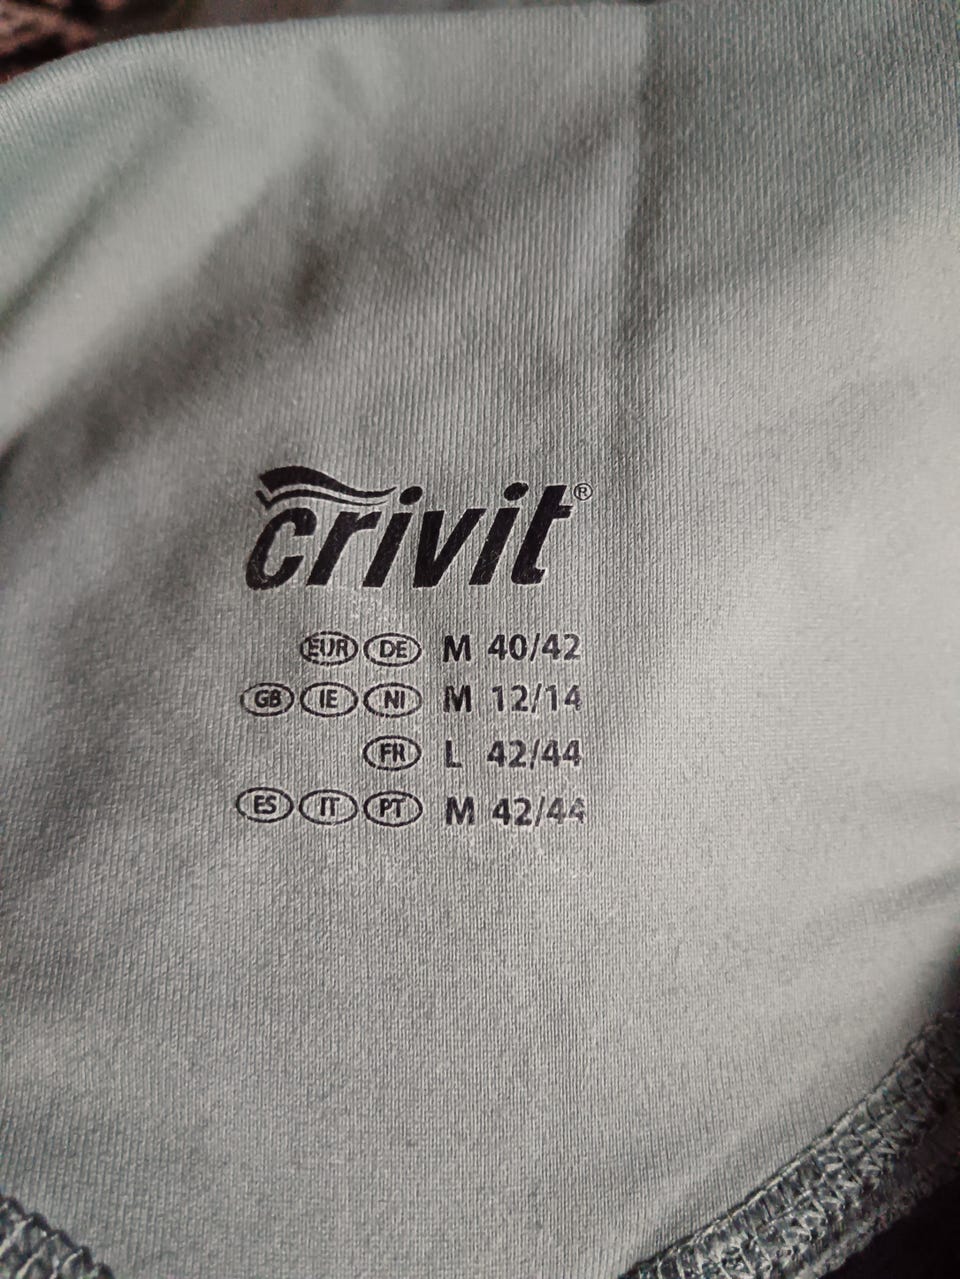 crivit®
EUR DE M 40/42
GB IE NI M 12/14
FR L 42/44
ES IT PT M 42/44